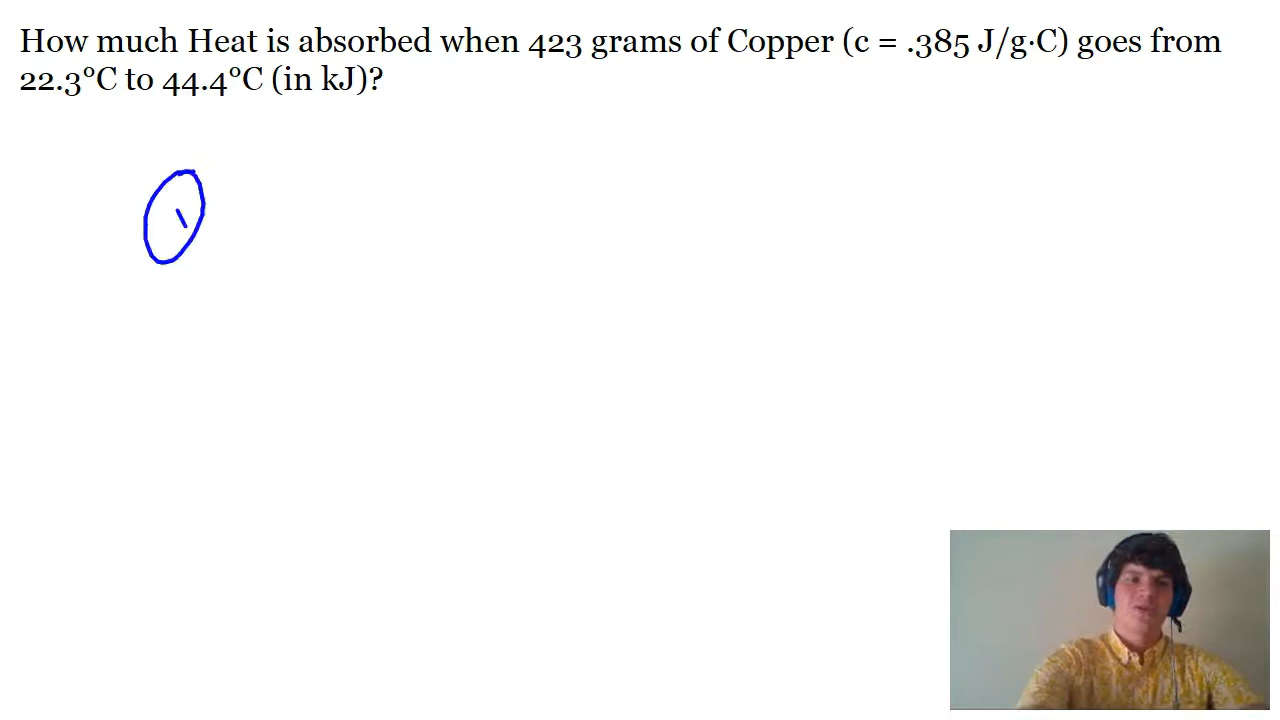 How much Heat is absorbed when 423 grams of Copper (c = .385 J/g·C) goes from
22.3°C to 44.4°C (in kJ)?